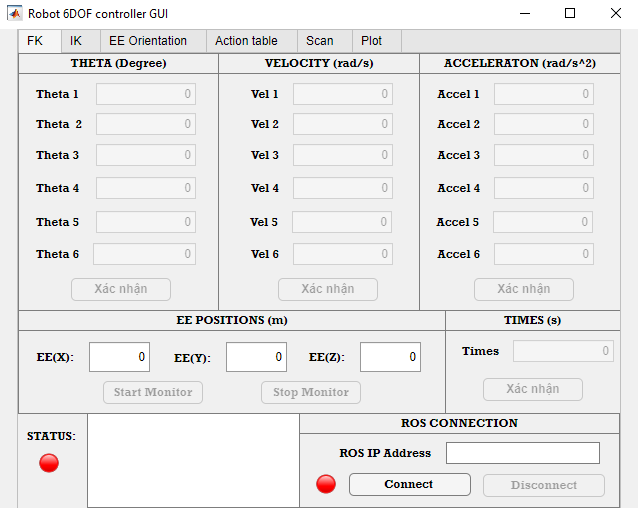 Robot 6DOF controller GUI
FK IK EE Orientation Action table Scan Plot
THETA (Degree) VELOCITY (rad/s) ACCELERATON (rad/s^2)
Theta 1 0 Vel 1 0 Accel 1 0
Theta 2 0 Vel 2 0 Accel 2 0
Theta 3 0 Vel 3 0 Accel 3 0
Theta 4 0 Vel 4 0 Accel 4 0
Theta 5 0 Vel 5 0 Accel 5 0
Theta 6 0 Vel 6 0 Accel 6 0
Xác nhận Xác nhận Xác nhận
EE POSITIONS (m) TIMES (s)
EE(X): 0 EE(Y): 0 EE(Z): 0 Times 0
Start Monitor Stop Monitor Xác nhận
STATUS: ROS CONNECTION
ROS IP Address
Connect Disconnect